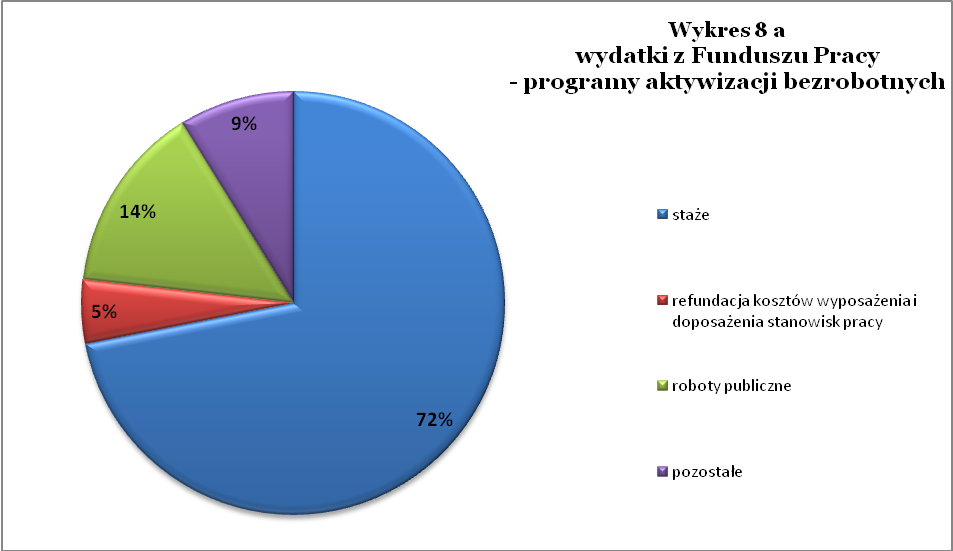 Wykres 8 a
wydatki z Funduszu Pracy
- programy aktywizacji bezrobotnych
9%
14%
5%
72%
staże
refundacja kosztów wyposażenia i
doposażenia stanowisk pracy
roboty publiczne
pozostałe